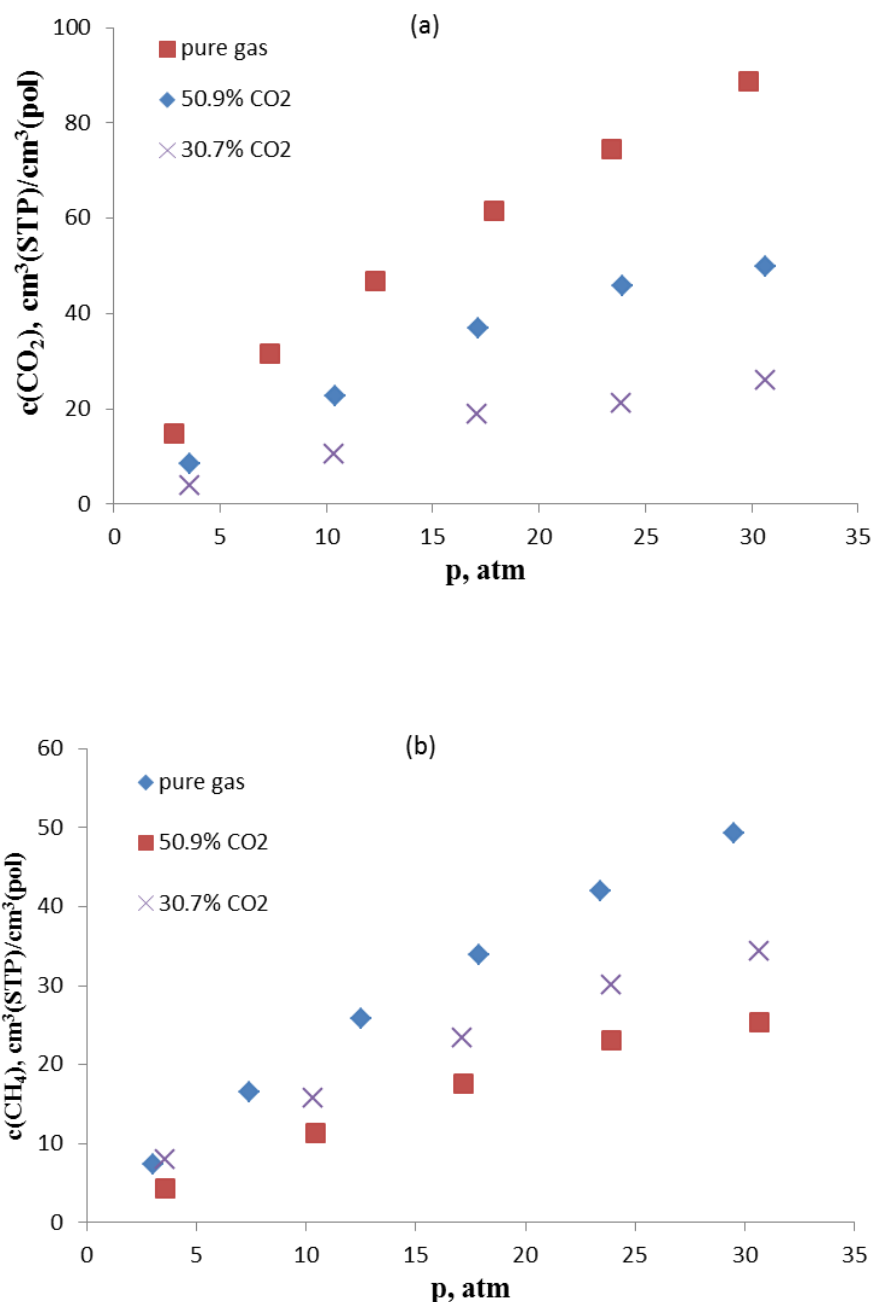 (a)
pure gas
50.9% CO2
30.7% CO2
100
80
60
40
20
0
0 5 10 15 20 25 30 35
c(CO₂), cm³(STP)/cm³(pol)
p, atm
(b)
pure gas
50.9% CO2
30.7% CO2
60
50
40
30
20
10
0
0 5 10 15 20 25 30 35
c(CH₄), cm³(STP)/cm³(pol)
p, atm